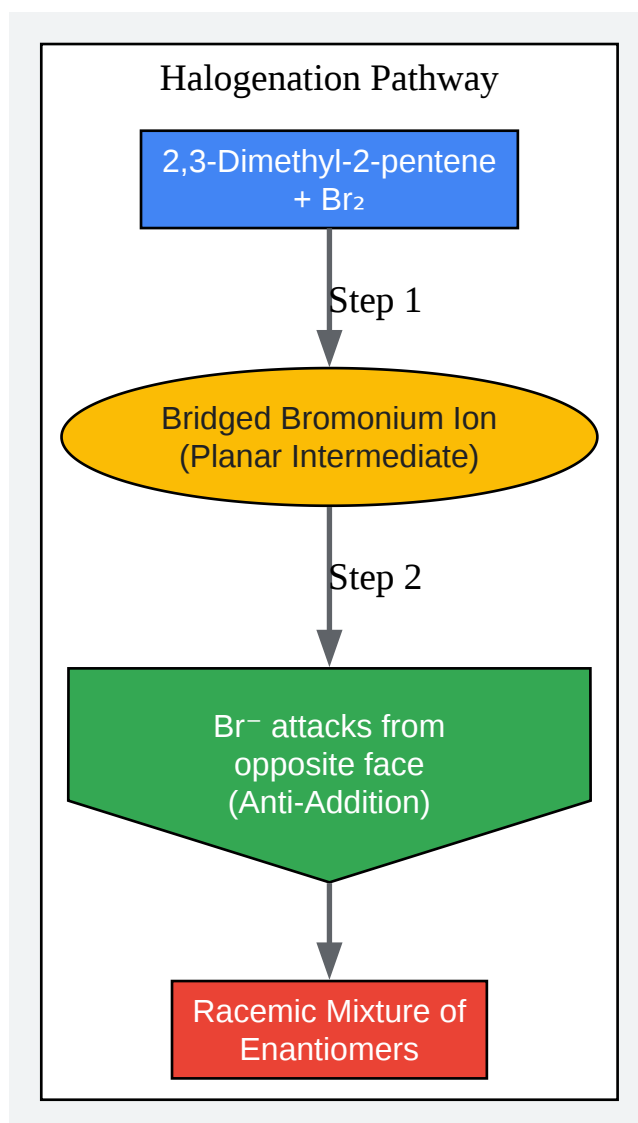 Halogenation Pathway
2,3-Dimethyl-2-pentene
+ Br₂
Step 1
Bridged Bromonium Ion
(Planar Intermediate)
Step 2
Br⁻ attacks from
opposite face
(Anti-Addition)
Racemic Mixture of
Enantiomers